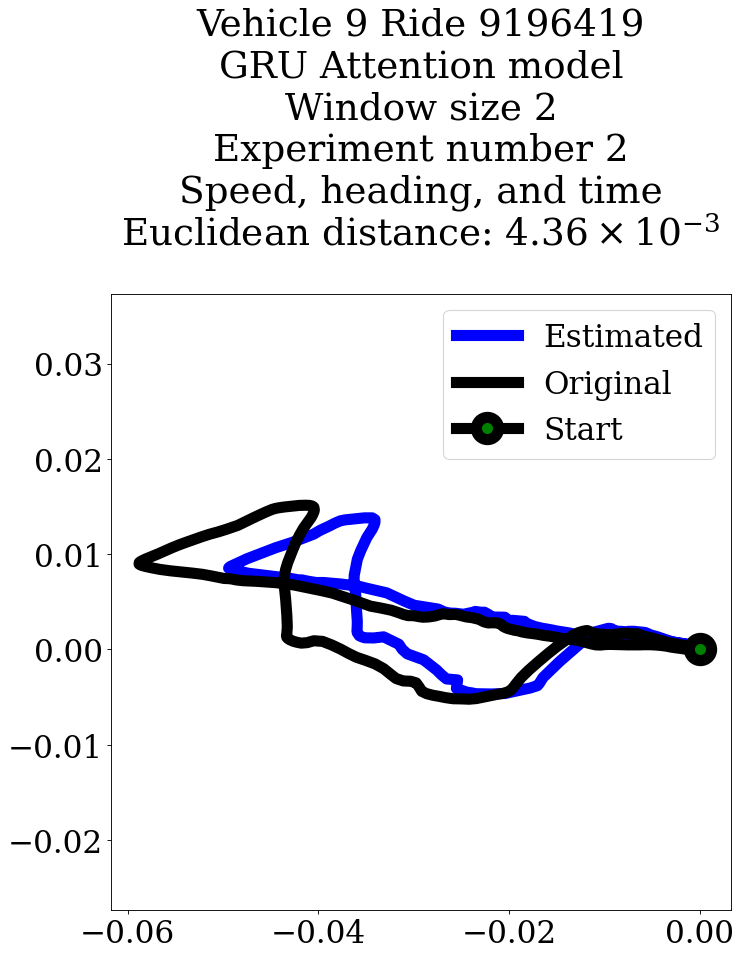 Vehicle 9 Ride 9196419
GRU Attention model
Window size 2
Experiment number 2
Speed, heading, and time
Euclidean distance: 4.36 × 10⁻³
Estimated
Original
Start
0.03
0.02
0.01
0.00
−0.01
−0.02
−0.06
−0.04
−0.02
0.00